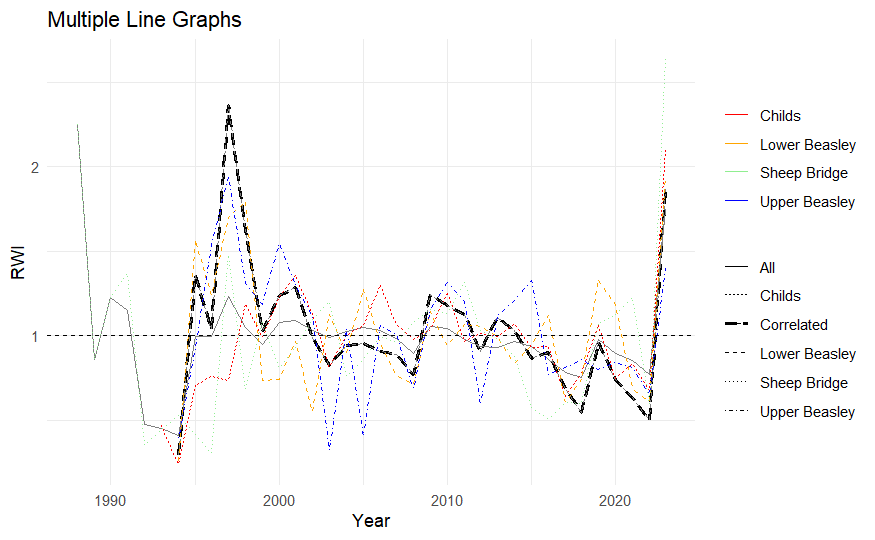 Multiple Line Graphs
RWI
2
1
1990
2000
2010
2020
Year
Childs
Lower Beasley
Sheep Bridge
Upper Beasley
All
Childs
Correlated
Lower Beasley
Sheep Bridge
Upper Beasley